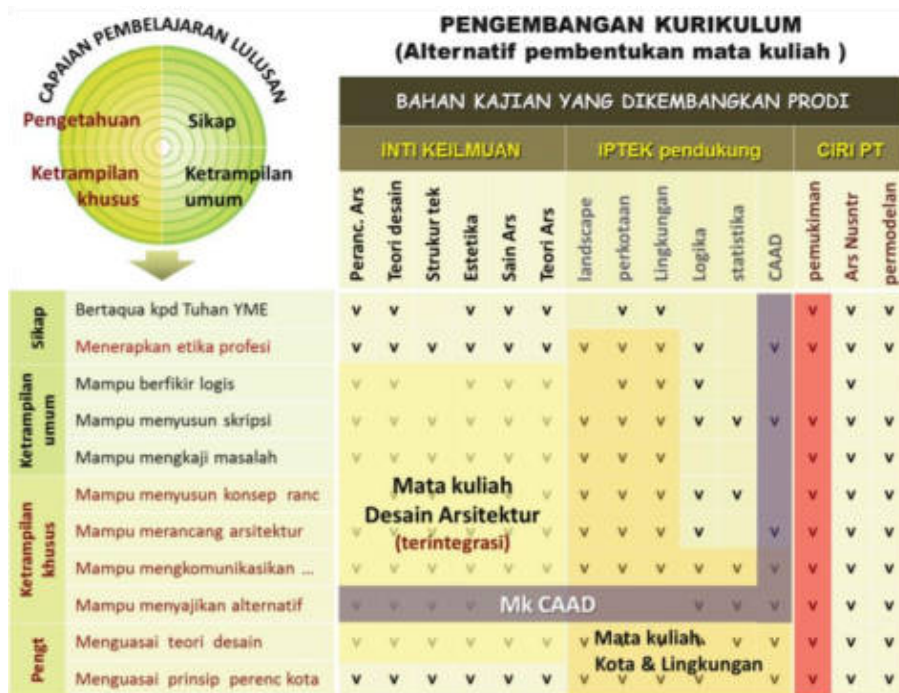 CAPAIAN PEMBELAJARAN LULUSAN
Pengetahuan
Sikap
Ketrampilan
khusus
Ketrampilan
umum
PENGEMBANGAN KURIKULUM
(Alternatif pembentukan mata kuliah )
BAHAN KAJIAN YANG DIKEMBANGKAN PRODI
INTI KEILMUAN
IPTEK pendukung
CIRI PT
Peranc. Ars
Teori desain
Strukur tek
Estetika
Sain Ars
Teori Ars
landscape
perkotaan
Lingkungan
Logika
statistika
CAAD
pemukiman
Ars Nusntr
permodelan
Sikap
Bertaqua kpd Tuhan YME v v v v v v v v v v
Menerapkan etika profesi v v v v v v v v v v v v v v
Ketrampilan
umum
Mampu berfikir logis v v v v v v v v v
Mampu menyusun skripsi v v v v v v v v v v v v v v v
Mampu mengkaji masalah v v v v v v v v v v v v
Ketrampilan
khusus
Mampu menyusun konsep ranc v v v v v v v v v
Mampu merancang arsitektur v v v v v v v v
Mampu mengkomunikasikan ... v v v v v v v v v v v v v v v
Mampu menyajikan alternatif v v v v v v
Mata kuliah
Desain Arsitektur
(terintegrasi)
Mk CAAD
Pengt
Menguasai teori desain v v v v v v v v v v v v
Menguasai prinsip perenc kota v v v v v v v v v
Mata kuliah
Kota & Lingkungan